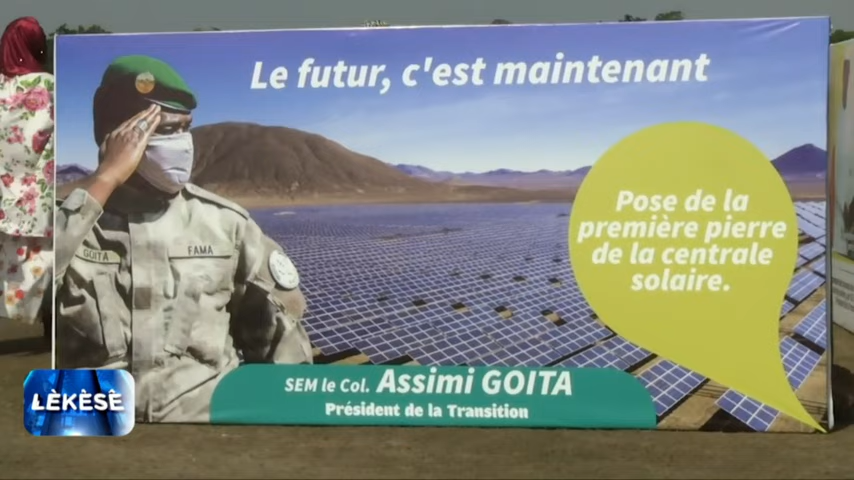 Le futur, c'est maintenant
Pose de la
première pierre
de la centrale
solaire.
GOITA
FAMA
SEM le Col. Assimi GOITA
Président de la Transition
LÈKÈSÊ